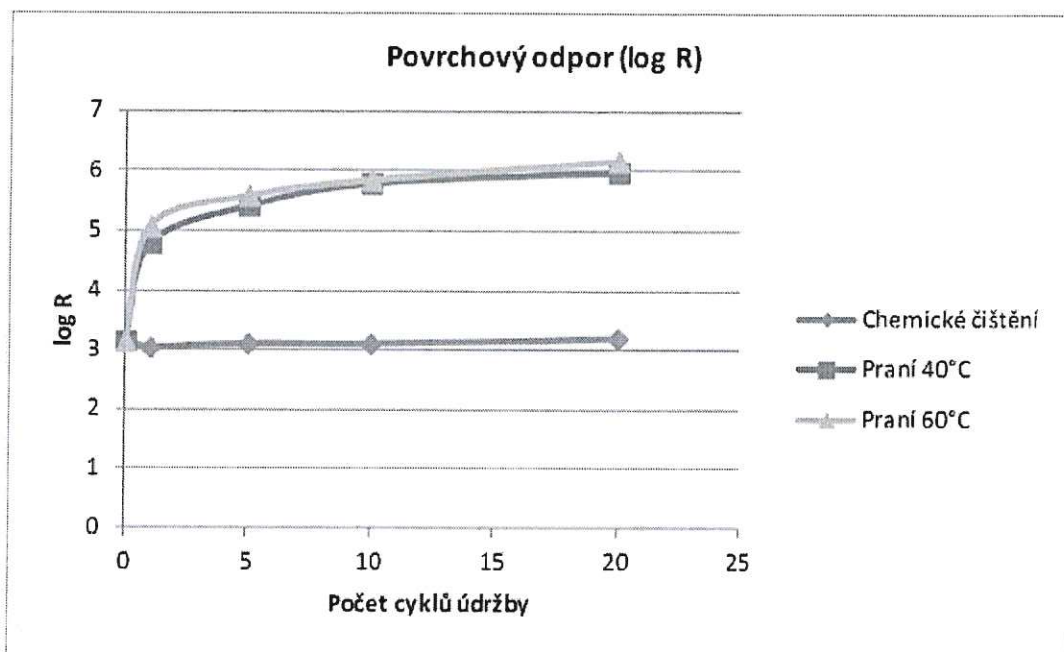 Povrchový odpor (log R)
7
6
5
4
3
2
1
0
log R
0 5 10 15 20 25
Počet cyklů údržby
Chemické čištění
Praní 40°C
Praní 60°C